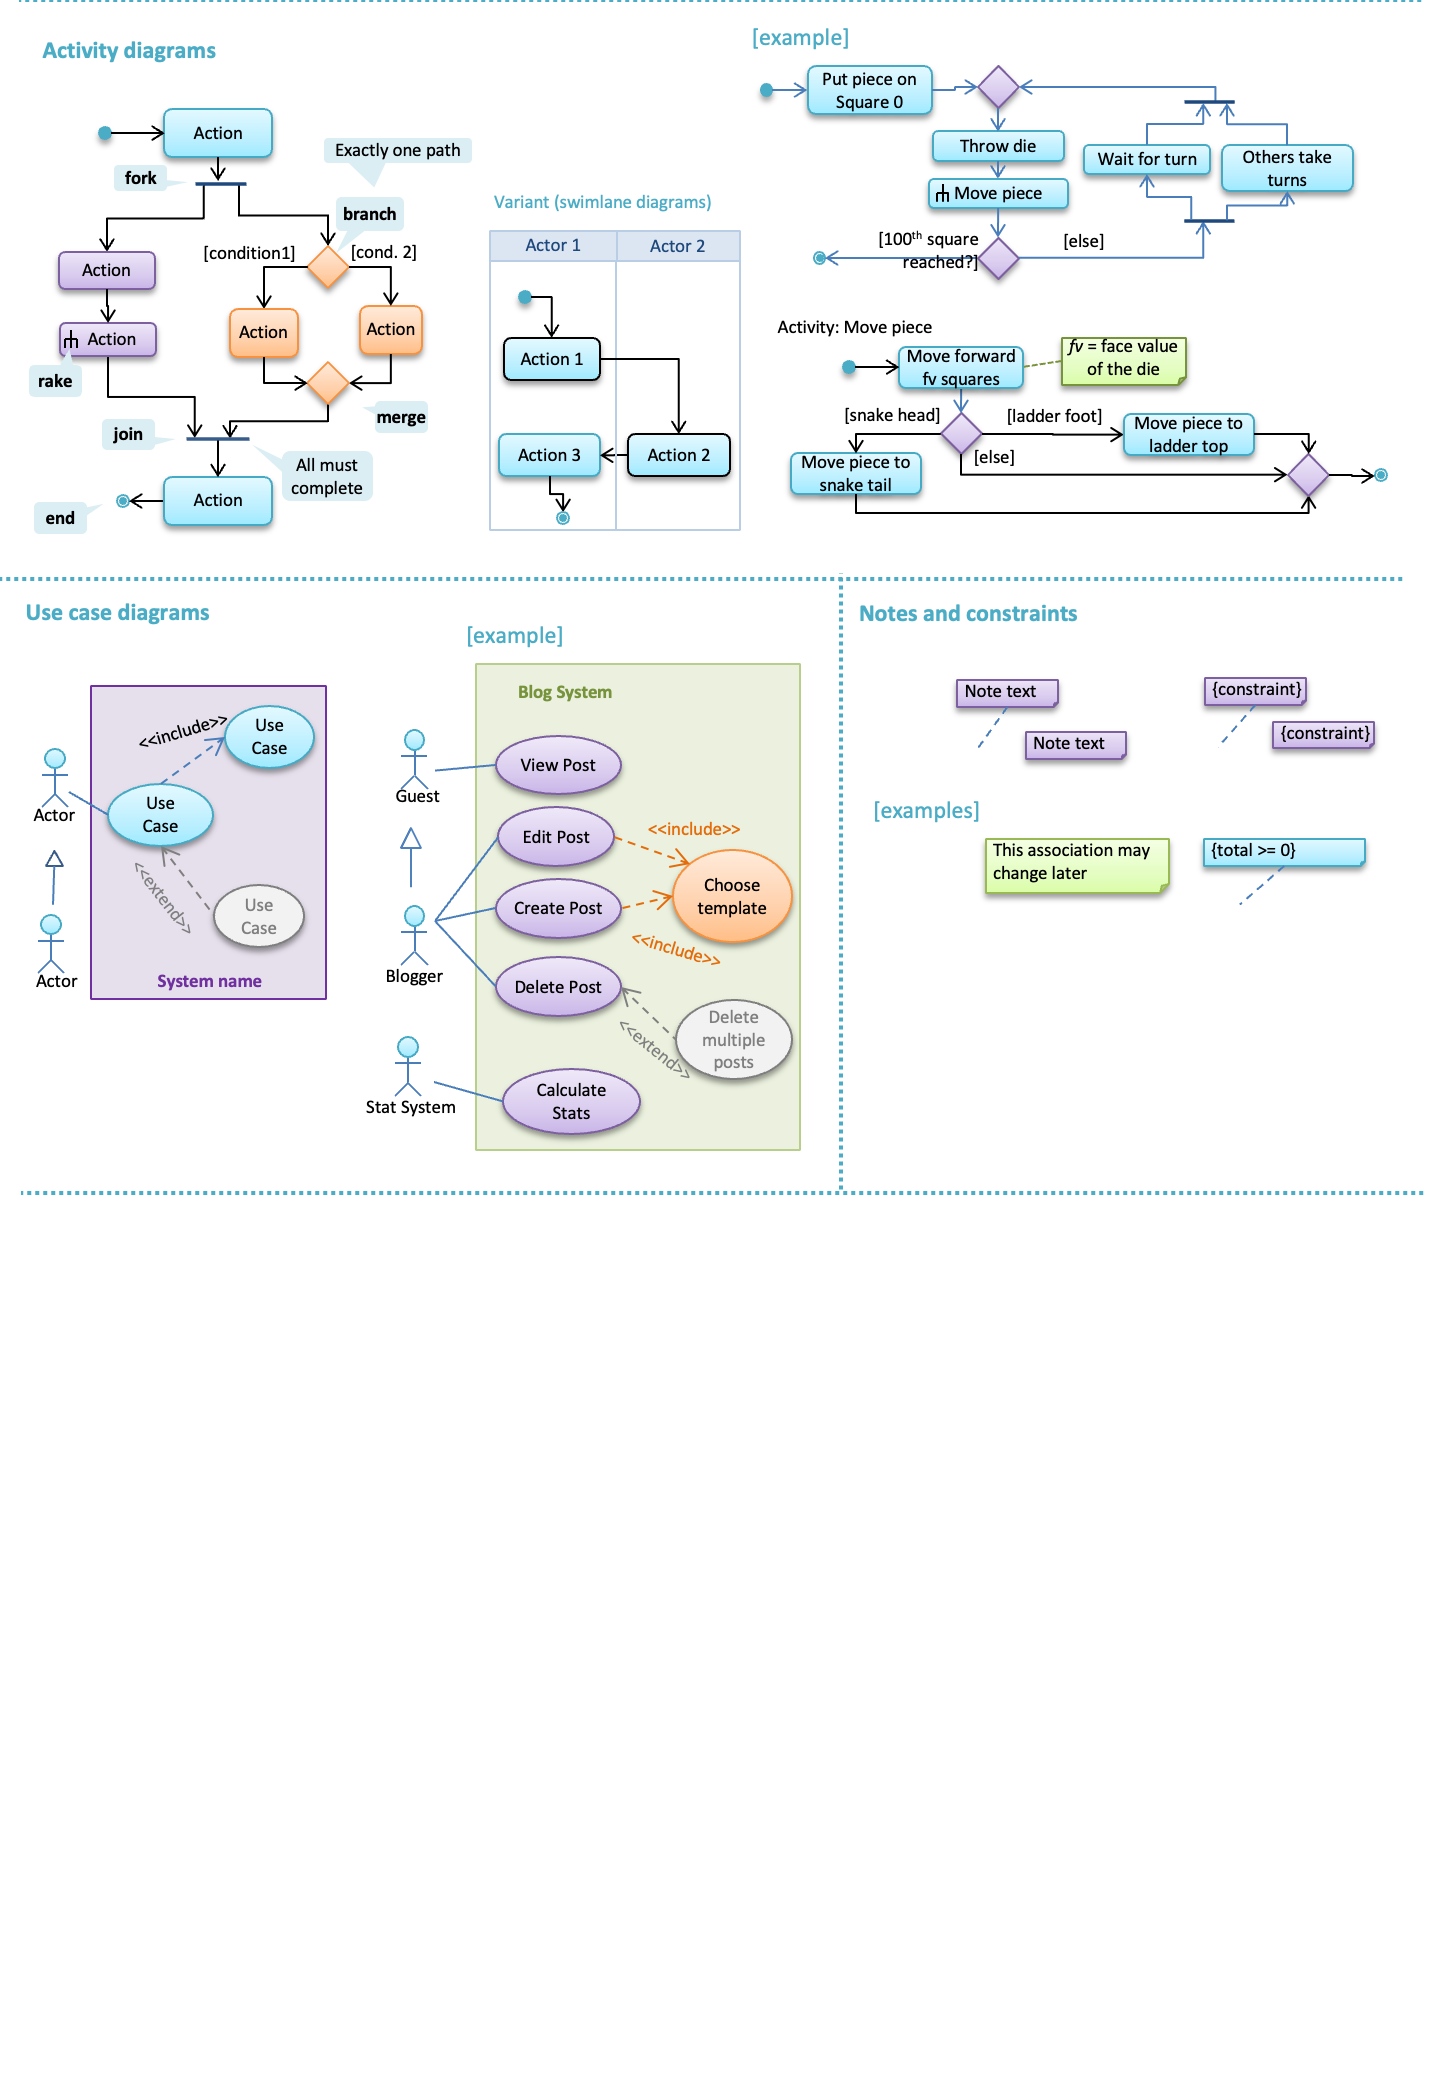 Activity diagrams
Action
fork
Exactly one path
branch
[condition1]
[cond. 2]
Action
Action
Action
Action
rake
merge
join
All must
complete
Action
end
Variant (swimlane diagrams)
Actor 1
Actor 2
Action 1
Action 3
Action 2
[example]
Put piece on
Square 0
Throw die
Move piece
Wait for turn
Others take
turns
[100th square
reached?]
[else]
Activity: Move piece
Move forward
fv squares
fv = face value
of the die
[snake head]
[ladder foot]
Move piece to
ladder top
[else]
Move piece to
snake tail
Use case diagrams
Actor
Actor
<<include>>
Use
Case
Use
Case
<<extend>>
Use
Case
System name
[example]
Blog System
Guest
View Post
Edit Post
<<include>>
Choose
template
Create Post
<<include>>
Blogger
Delete Post
<<extend>>
Delete
multiple
posts
Stat System
Calculate
Stats
Notes and constraints
Note text
Note text
{constraint}
{constraint}
[examples]
This association may
change later
{total >= 0}